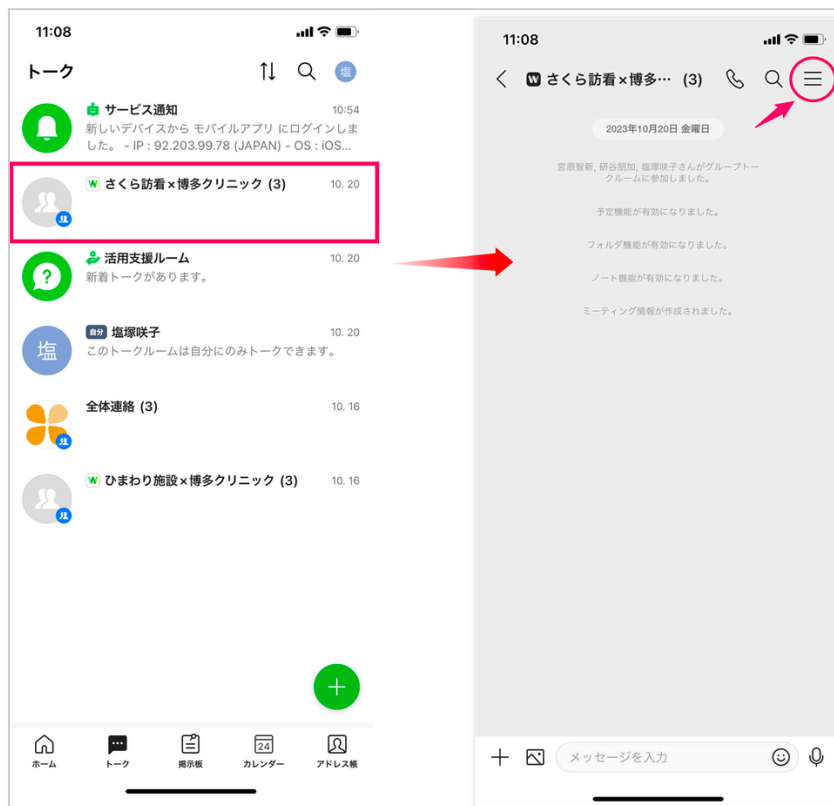 11:08
トーク
塩
サービス通知
10:54
新しいデバイスから モバイルアプリ にログインしま
した。 - IP : 92.203.99.78 (JAPAN) - OS : iOS...
W さくら訪看×博多クリニック (3)
10. 20
活用支援ルーム
10. 20
新着トークがあります。
塩
自分 塩塚咲子
10. 20
このトークルームは自分にのみトークできます。
全体連絡 (3)
10. 16
W ひまわり施設×博多クリニック (3)
10. 16
ホーム
トーク
掲示板
24
カレンダー
アドレス帳
11:08
W さくら訪看×博多… (3)
2023年10月20日 金曜日
宮原智新, 研谷朋加, 塩塚咲子さんがグループトー
クルームに参加しました。
予定機能が有効になりました。
フォルダ機能が有効になりました。
ノート機能が有効になりました。
ミーティング情報が作成されました。
メッセージを入力